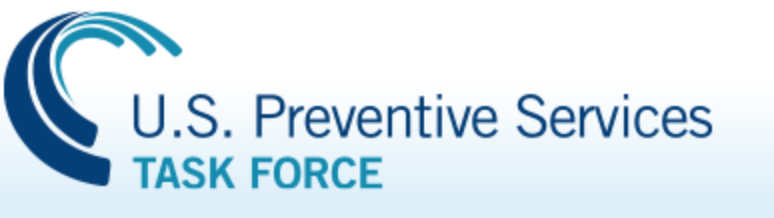 U.S. Preventive Services
TASK FORCE